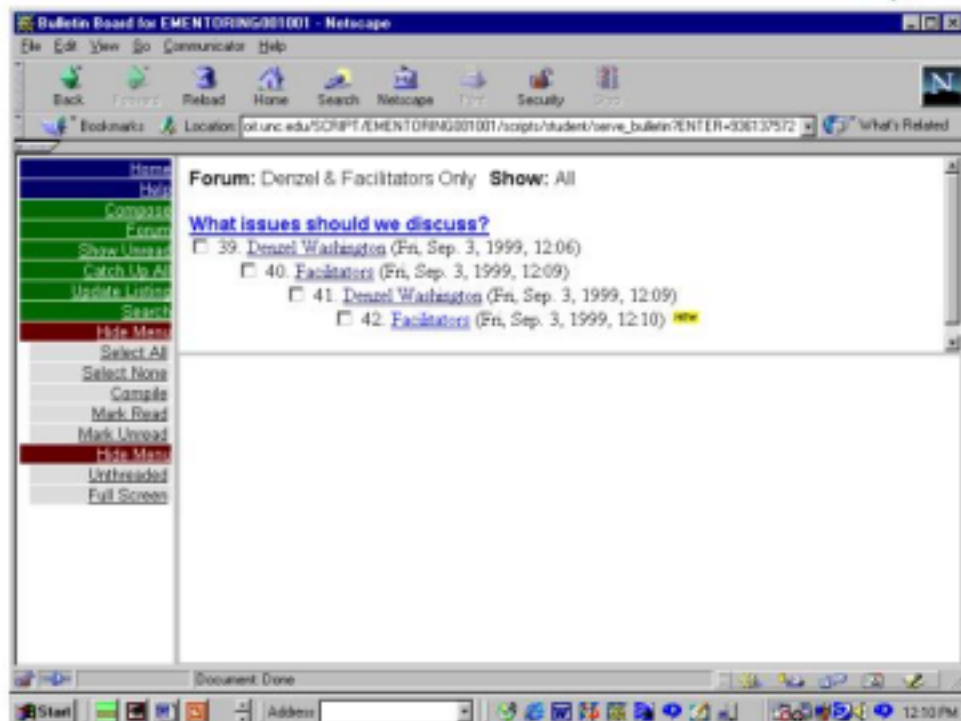 Bulletin Board for EMENTORING001001 - Netscape
File Edit View Go Communicator Help
Back Forward Reload Home Search Netscape Print Security Stop
Bookmarks Location: oit.unc.edu/SCRIPT/EMENTORING001001/scripts/student/serve_bulletin?ENTER+936137572 What's Related
Home
Help
Compose
Forum
Show Unread
Catch Up All
Update Listing
Search
Hide Menu
Select All
Select None
Compile
Mark Read
Mark Unread
Hide Menu
Unthreaded
Full Screen
Forum: Denzel & Facilitators Only Show: All
What issues should we discuss?
39. Denzel Washington (Fri, Sep. 3, 1999, 12:06)
40. Facilitators (Fri, Sep. 3, 1999, 12:09)
41. Denzel Washington (Fri, Sep. 3, 1999, 12:09)
42. Facilitators (Fri, Sep. 3, 1999, 12:10) NEW
Document: Done
Start Address 12:10 PM